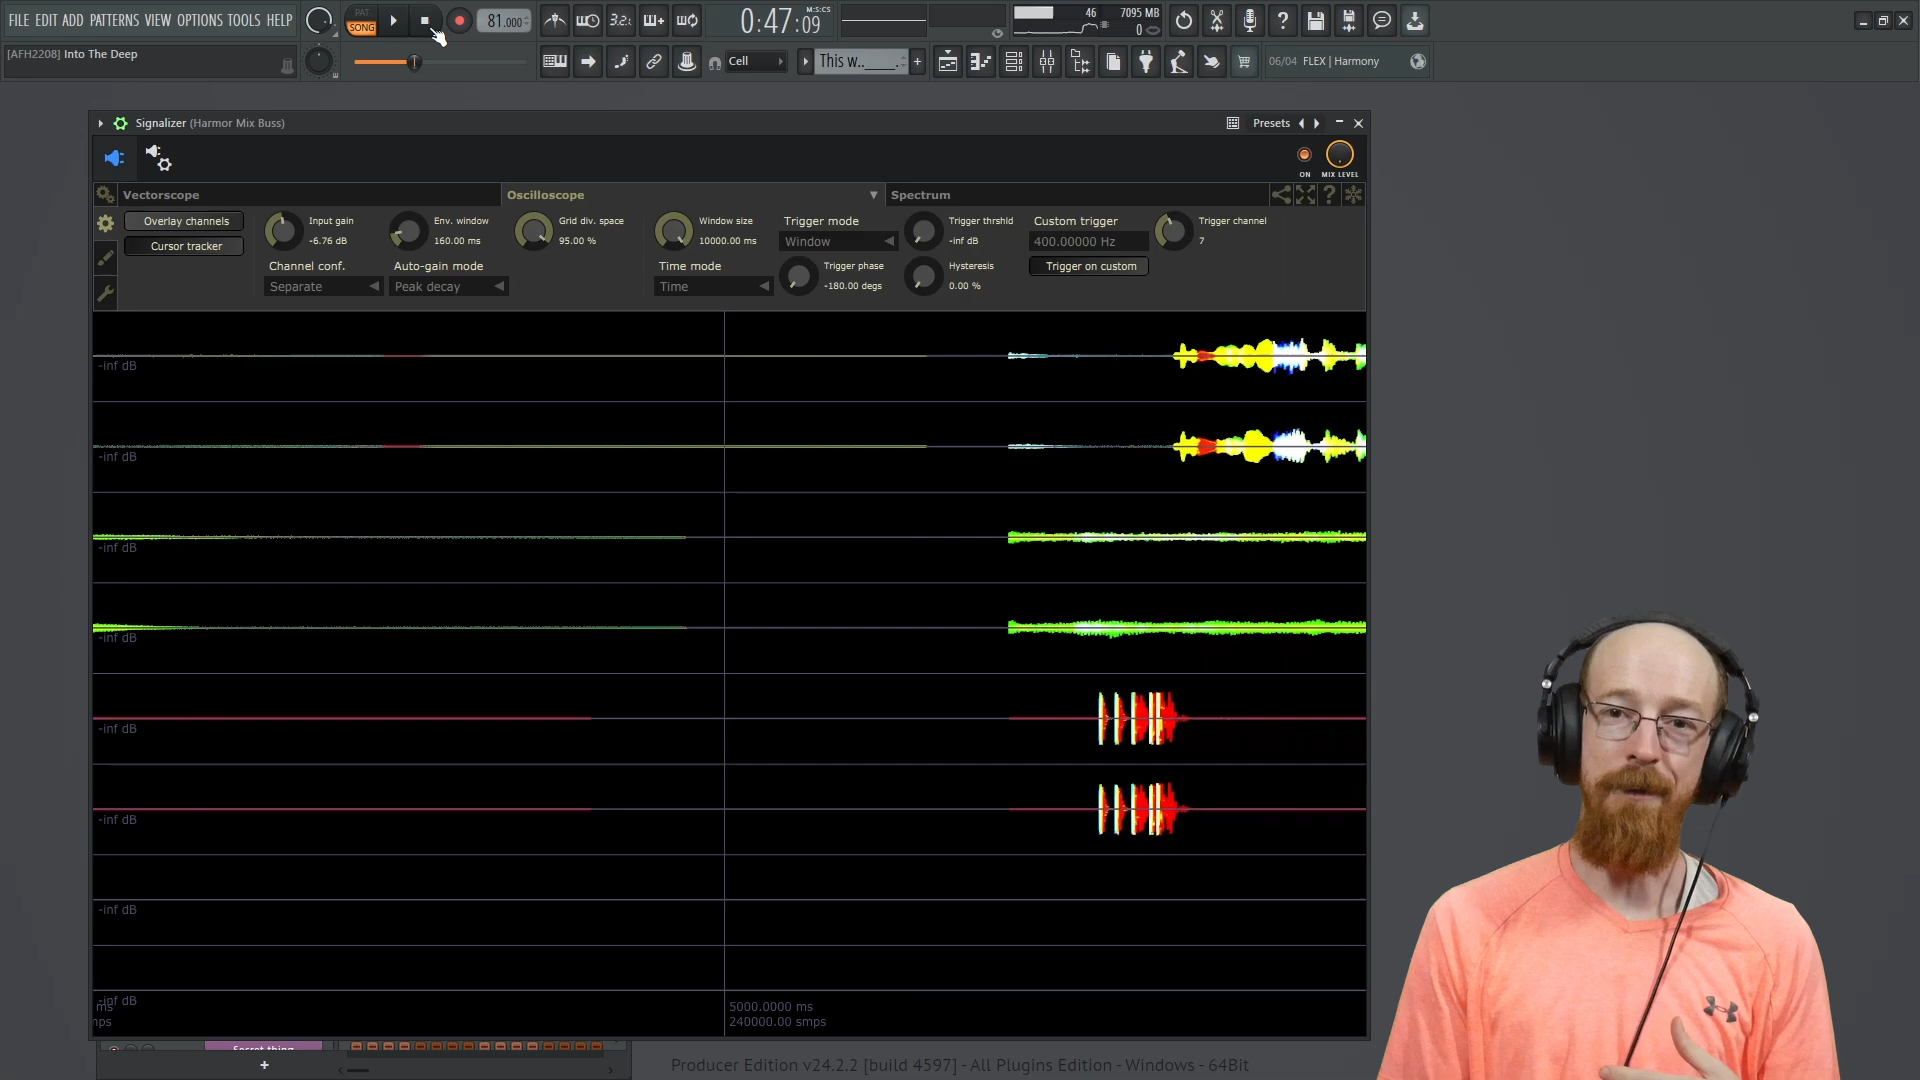 FILE EDIT ADD PATTERNS VIEW OPTIONS TOOLS HELP
PAT
SONG
81.000
3.2.
0:47:09
M:S:CS
46
7095 MB
0
[AFH2208] Into The Deep
Cell
This w..____.
+
06/04 FLEX | Harmony
Signalizer (Harmor Mix Buss)
Presets
ON
MIX LEVEL
Vectorscope
Oscilloscope
Spectrum
Overlay channels
Cursor tracker
Input gain
-6.76 dB
Env. window
160.00 ms
Grid div. space
95.00 %
Channel conf.
Separate
Auto-gain mode
Peak decay
Window size
10000.00 ms
Time mode
Time
Trigger mode
Window
Trigger phase
-180.00 degs
Trigger thrshld
-inf dB
Hysteresis
0.00 %
Custom trigger
400.00000 Hz
Trigger on custom
Trigger channel
7
-inf dB
-inf dB
-inf dB
-inf dB
-inf dB
-inf dB
-inf dB
-inf dB
ms
5000.0000 ms
240000.00 smps
Secret thing
+
Producer Edition v24.2.2 [build 4597] - All Plugins Edition - Windows - 64Bit